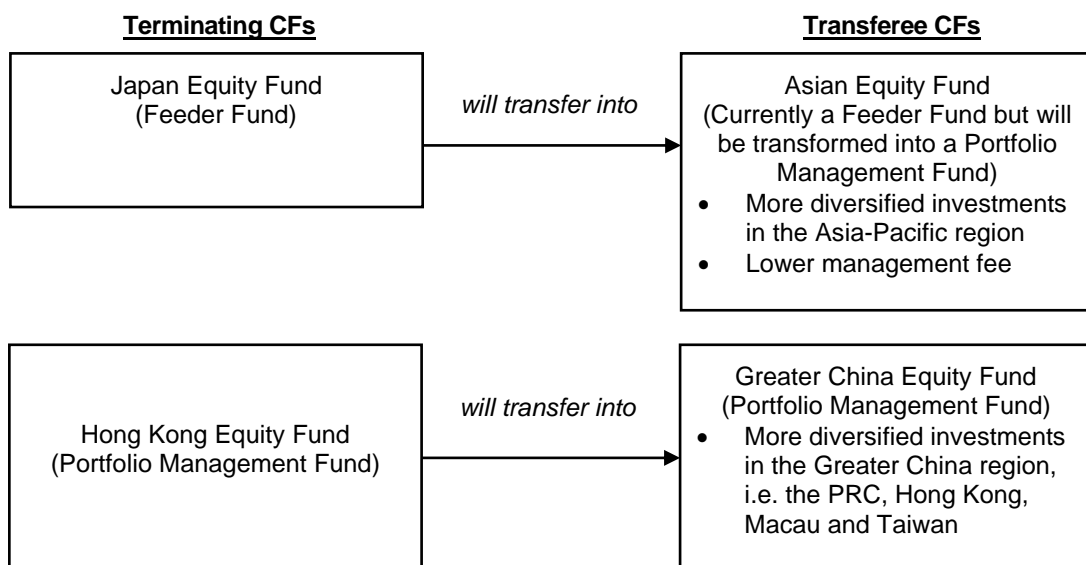 Terminating CFs
Transferee CFs
Japan Equity Fund
(Feeder Fund)
will transfer into
Asian Equity Fund
(Currently a Feeder Fund but will
be transformed into a Portfolio
Management Fund)
• More diversified investments
in the Asia-Pacific region
• Lower management fee
Hong Kong Equity Fund
(Portfolio Management Fund)
will transfer into
Greater China Equity Fund
(Portfolio Management Fund)
• More diversified investments
in the Greater China region,
i.e. the PRC, Hong Kong,
Macau and Taiwan